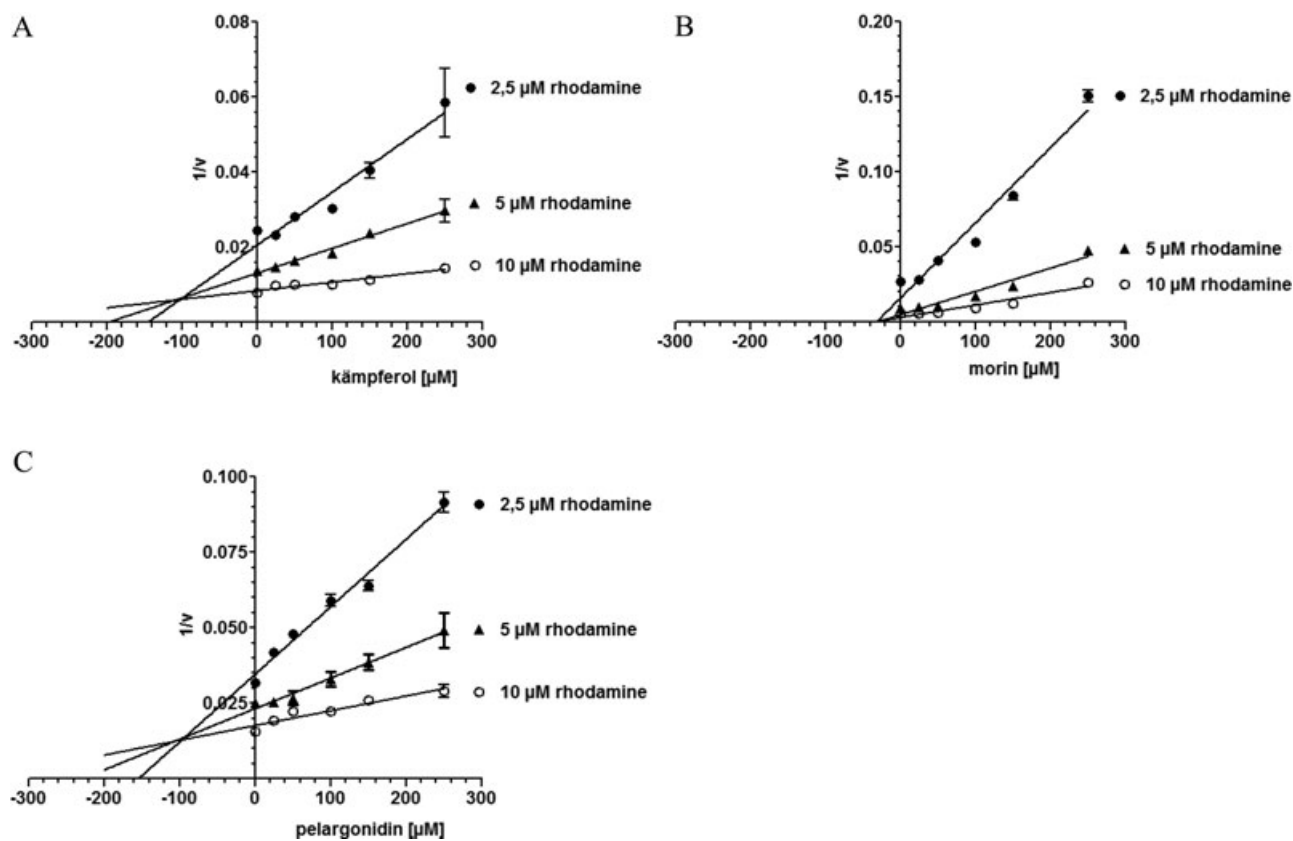 A
0.08
0.06
0.04
0.02
1/v
-300
-200
-100
0
100
200
300
kämpferol [µM]
2,5 µM rhodamine
5 µM rhodamine
10 µM rhodamine
B
0.20
0.15
0.10
0.05
1/v
-300
-200
-100
0
100
200
300
morin [µM]
2,5 µM rhodamine
5 µM rhodamine
10 µM rhodamine
C
0.100
0.075
0.050
0.025
1/v
-300
-200
-100
0
100
200
300
pelargonidin [µM]
2,5 µM rhodamine
5 µM rhodamine
10 µM rhodamine